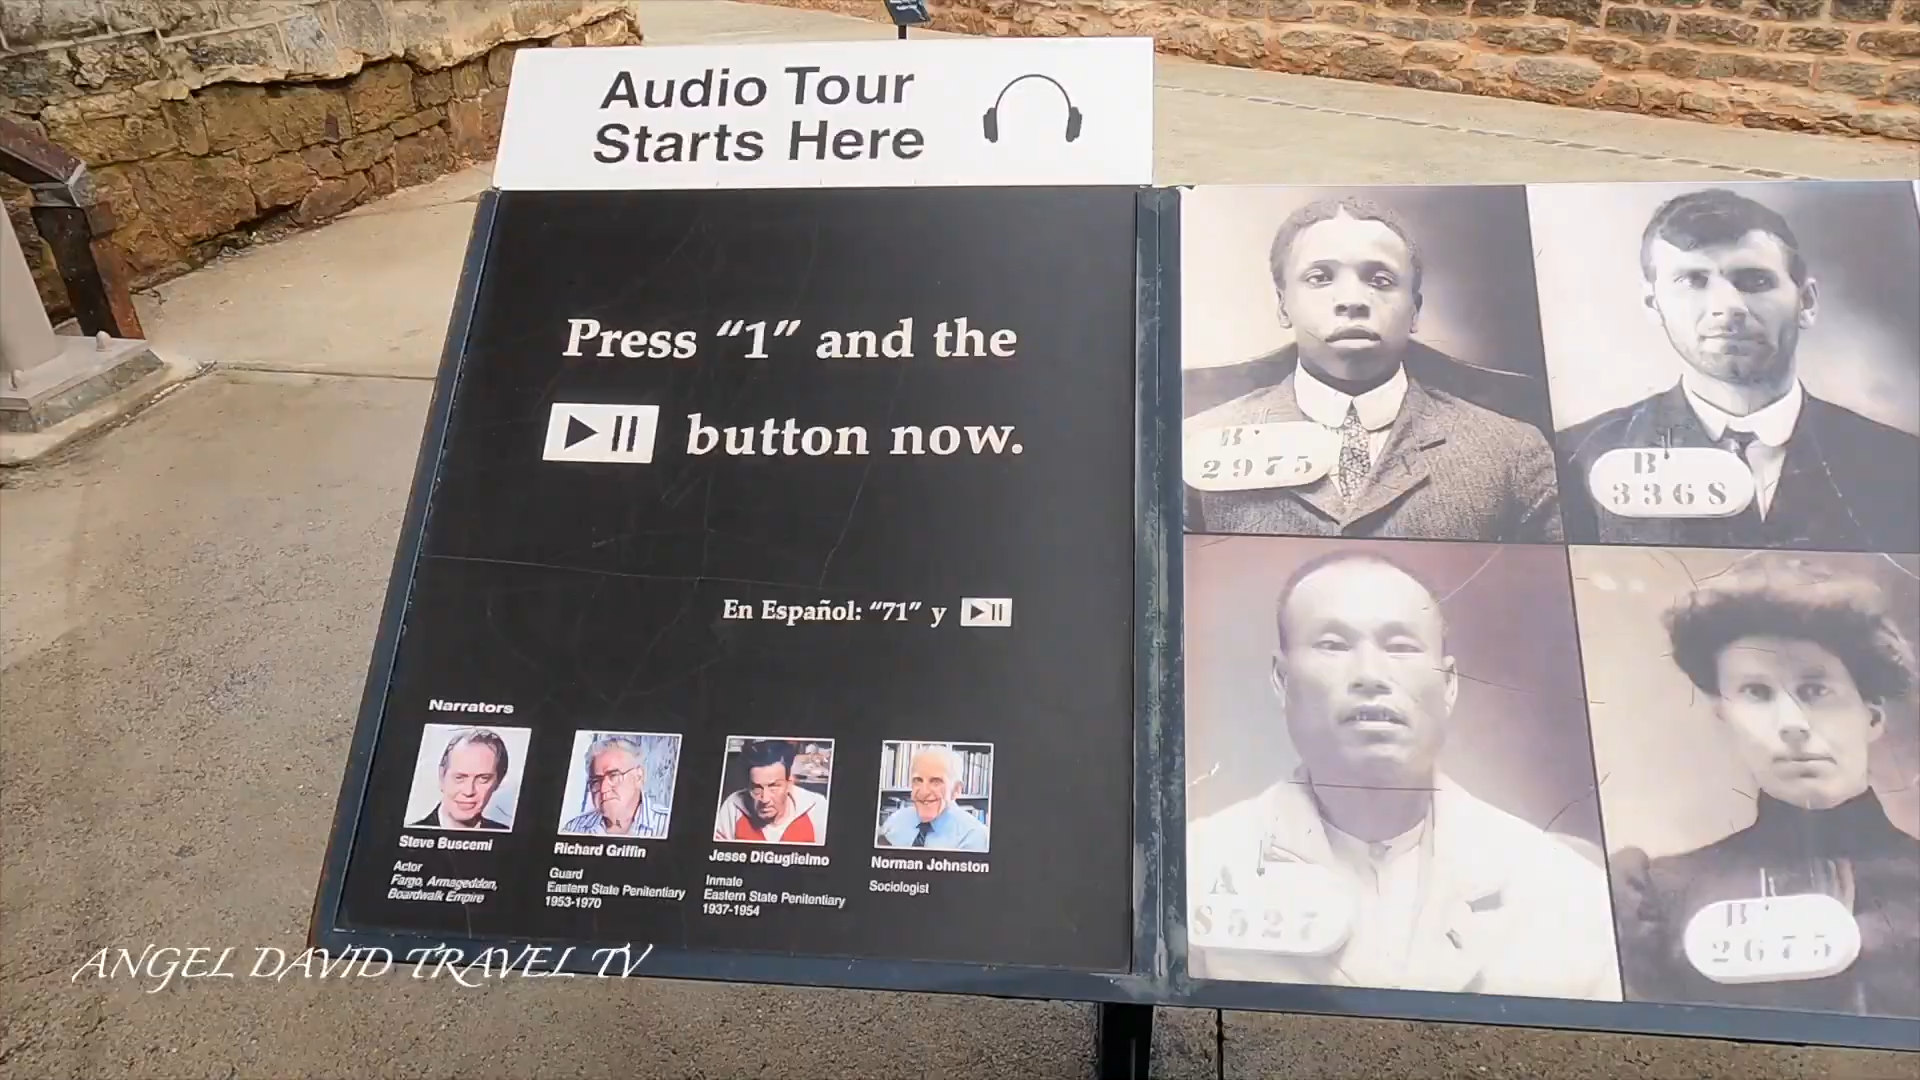 Audio Tour
Starts Here
Press “1” and the
button now.
En Español: “71” y
Narrators
Steve Buscemi
Actor
Fargo, Armageddon,
Boardwalk Empire
Richard Griffin
Guard
Eastern State Penitentiary
1953-1970
Jesse DiGuglielmo
Inmate
Eastern State Penitentiary
1937-1954
Norman Johnston
Sociologist
B
2975
B
3368
A
8527
B
2675
ANGEL DAVID TRAVEL TV